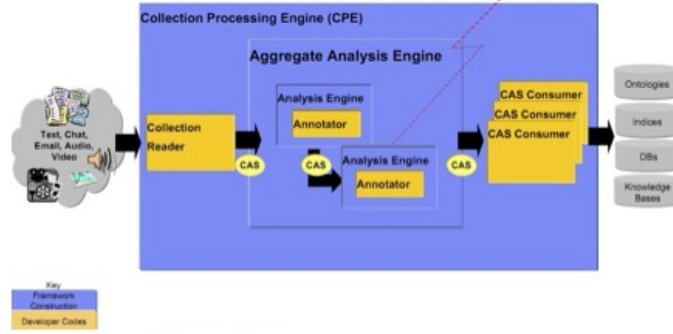 Collection Processing Engine (CPE)
Aggregate Analysis Engine
Text, Chat,
Email, Audio,
Video
Collection
Reader
CAS
Analysis Engine
Annotator
CAS
Analysis Engine
Annotator
CAS
CAS Consumer
CAS Consumer
CAS Consumer
Ontologies
Indices
DBs
Knowledge
Bases
Key
Framework
Construction
Developer Codes